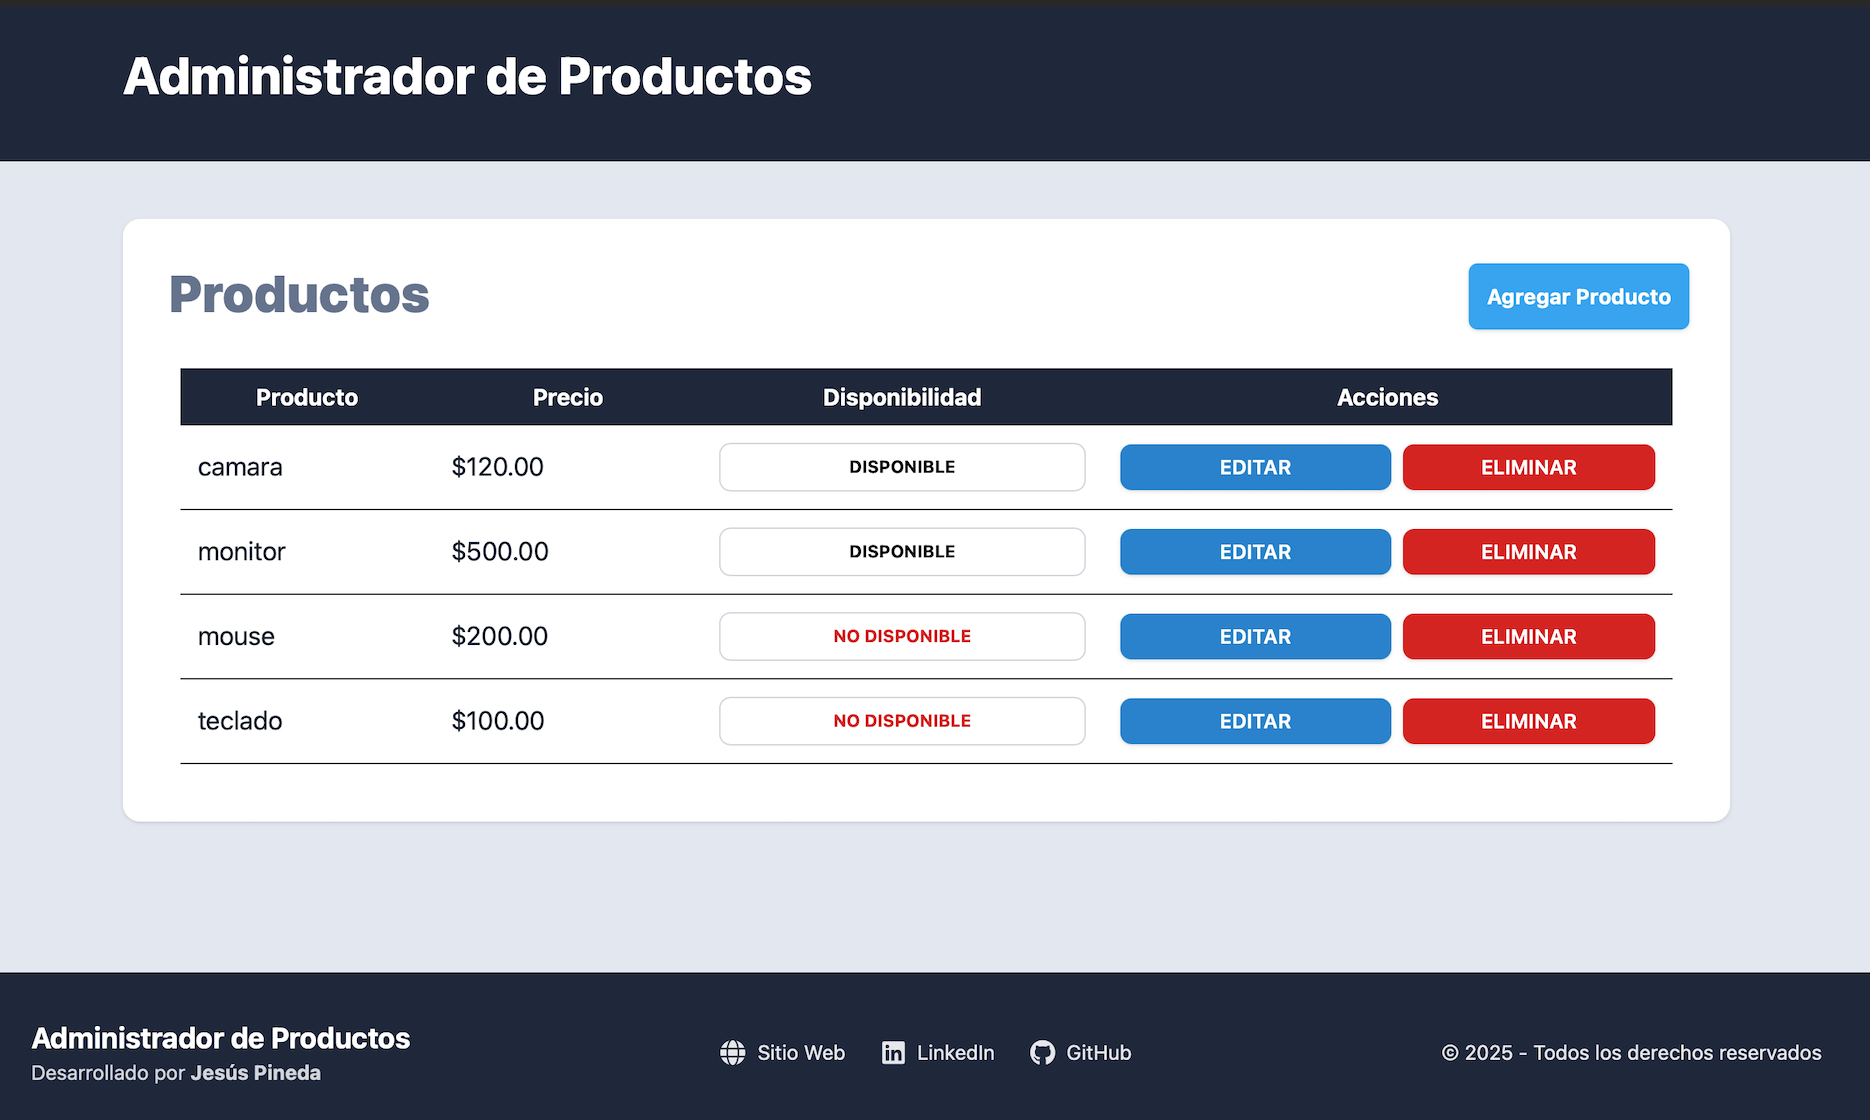 Administrador de Productos
Productos
Agregar Producto
Producto Precio Disponibilidad Acciones
camara $120.00 DISPONIBLE EDITAR ELIMINAR
monitor $500.00 DISPONIBLE EDITAR ELIMINAR
mouse $200.00 NO DISPONIBLE EDITAR ELIMINAR
teclado $100.00 NO DISPONIBLE EDITAR ELIMINAR
Administrador de Productos
Desarrollado por Jesús Pineda
Sitio Web LinkedIn GitHub
© 2025 - Todos los derechos reservados